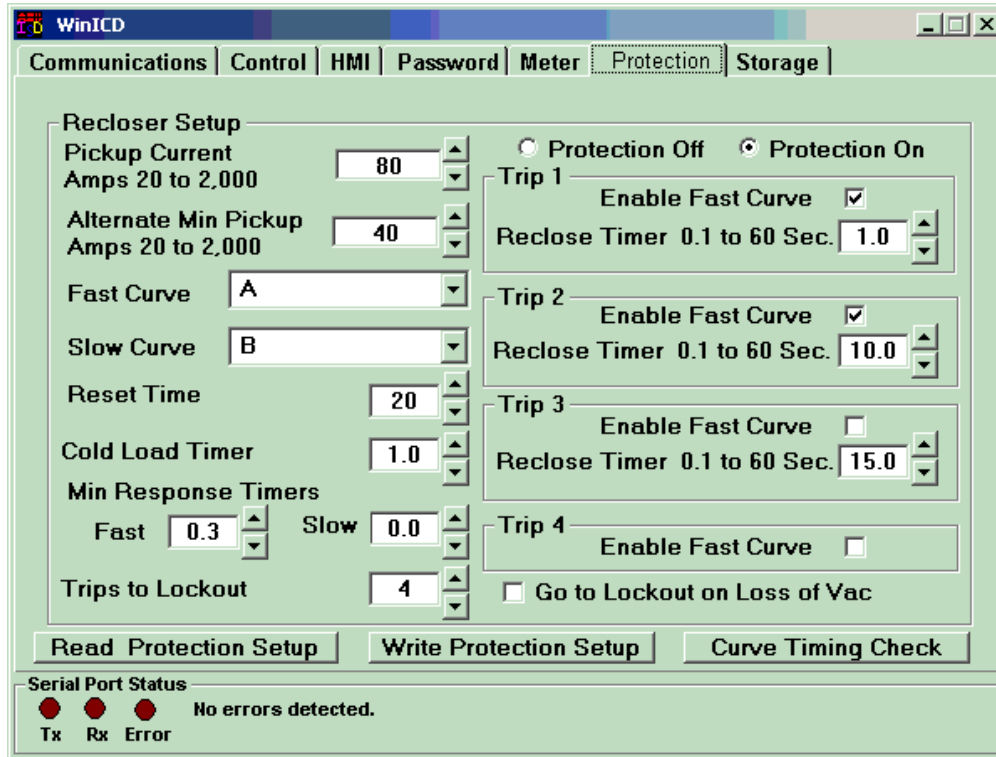 WinICD
Communications Control HMI Password Meter Protection Storage
Recloser Setup
Pickup Current
Amps 20 to 2,000
80
Alternate Min Pickup
Amps 20 to 2,000
40
Fast Curve A
Slow Curve B
Reset Time 20
Cold Load Timer 1.0
Min Response Timers
Fast 0.3 Slow 0.0
Trips to Lockout 4
Protection Off Protection On
Trip 1
Enable Fast Curve
Reclose Timer 0.1 to 60 Sec. 1.0
Trip 2
Enable Fast Curve
Reclose Timer 0.1 to 60 Sec. 10.0
Trip 3
Enable Fast Curve
Reclose Timer 0.1 to 60 Sec. 15.0
Trip 4
Enable Fast Curve
Go to Lockout on Loss of Vac
Read Protection Setup Write Protection Setup Curve Timing Check
Serial Port Status
No errors detected.
Tx Rx Error